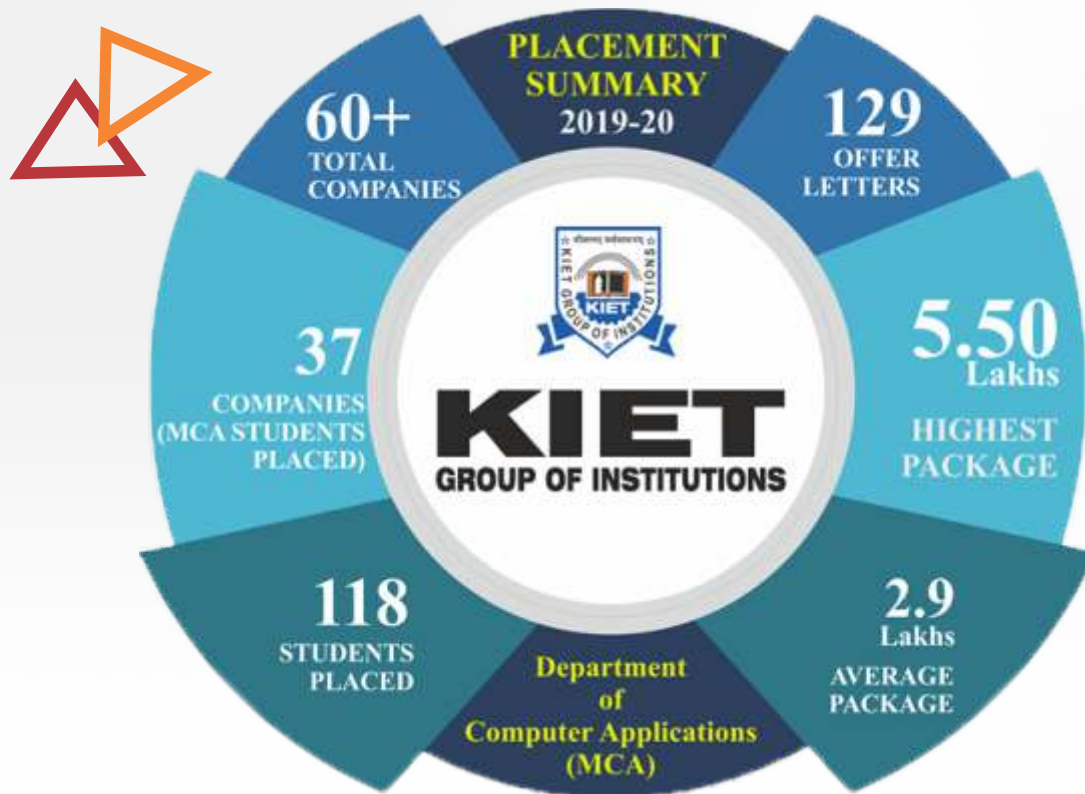 PLACEMENT
SUMMARY
2019-20
60+
TOTAL
COMPANIES
129
OFFER
LETTERS
37
COMPANIES
(MCA STUDENTS
PLACED)
5.50
Lakhs
HIGHEST
PACKAGE
KIET GROUP OF INSTITUTIONS
KIET
KIET
GROUP OF INSTITUTIONS
118
STUDENTS
PLACED
2.9
Lakhs
AVERAGE
PACKAGE
Department
of
Computer Applications
(MCA)